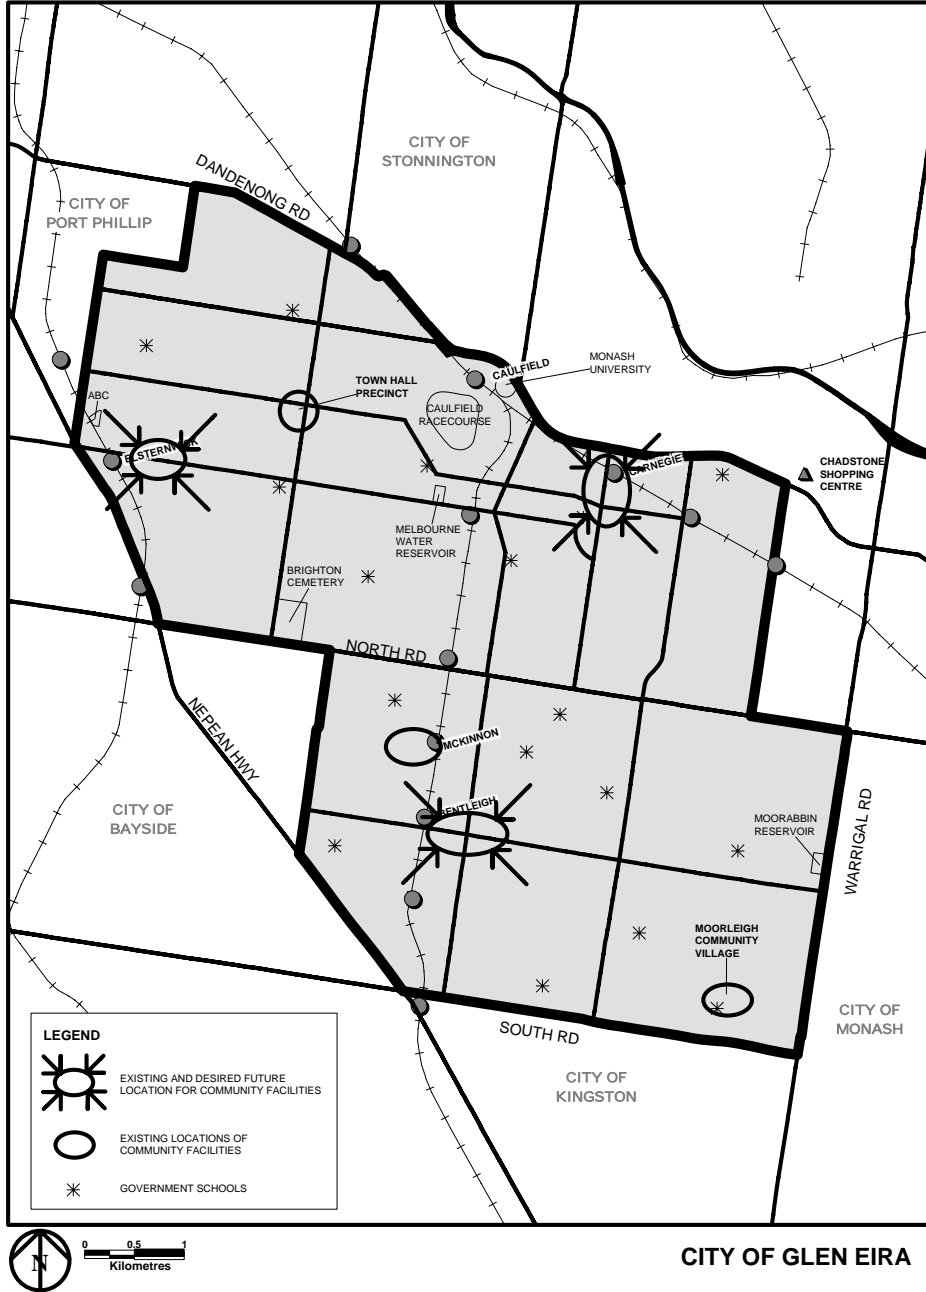 CITY OF
STONNINGTON
DANDENONG RD
CITY OF
PORT PHILLIP
MONASH
UNIVERSITY
CAULFIELD
TOWN HALL
PRECINCT
ABC
CAULFIELD
RACECOURSE
ELSTERNWICK
CARNEGIE
CHADSTONE
SHOPPING
CENTRE
MELBOURNE
WATER
RESERVOIR
BRIGHTON
CEMETERY
NORTH RD
NEPEAN HWY
MCKINNON
BENTLEIGH
CITY OF
BAYSIDE
MOORABBIN
RESERVOIR
WARRIGAL RD
MOORLEIGH
COMMUNITY
VILLAGE
CITY OF
MONASH
SOUTH RD
CITY OF
KINGSTON
LEGEND
EXISTING AND DESIRED FUTURE
LOCATION FOR COMMUNITY FACILITIES
EXISTING LOCATIONS OF
COMMUNITY FACILITIES
GOVERNMENT SCHOOLS
N
0 0.5 1
Kilometres
CITY OF GLEN EIRA